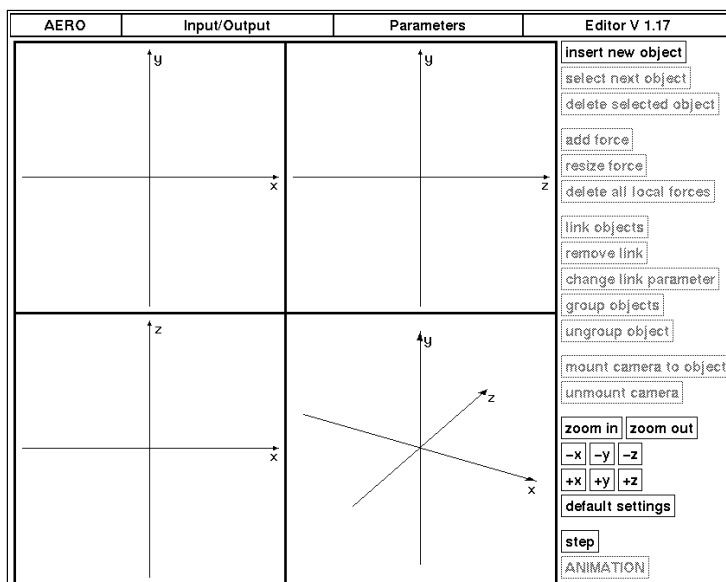 AERO Input/Output Parameters Editor V 1.17
y
x
y
z
z
x
y
z
x
insert new object
select next object
delete selected object
add force
resize force
delete all local forces
link objects
remove link
change link parameter
group objects
ungroup object
mount camera to object
unmount camera
zoom in zoom out
−x −y −z
+x +y +z
default settings
step
ANIMATION